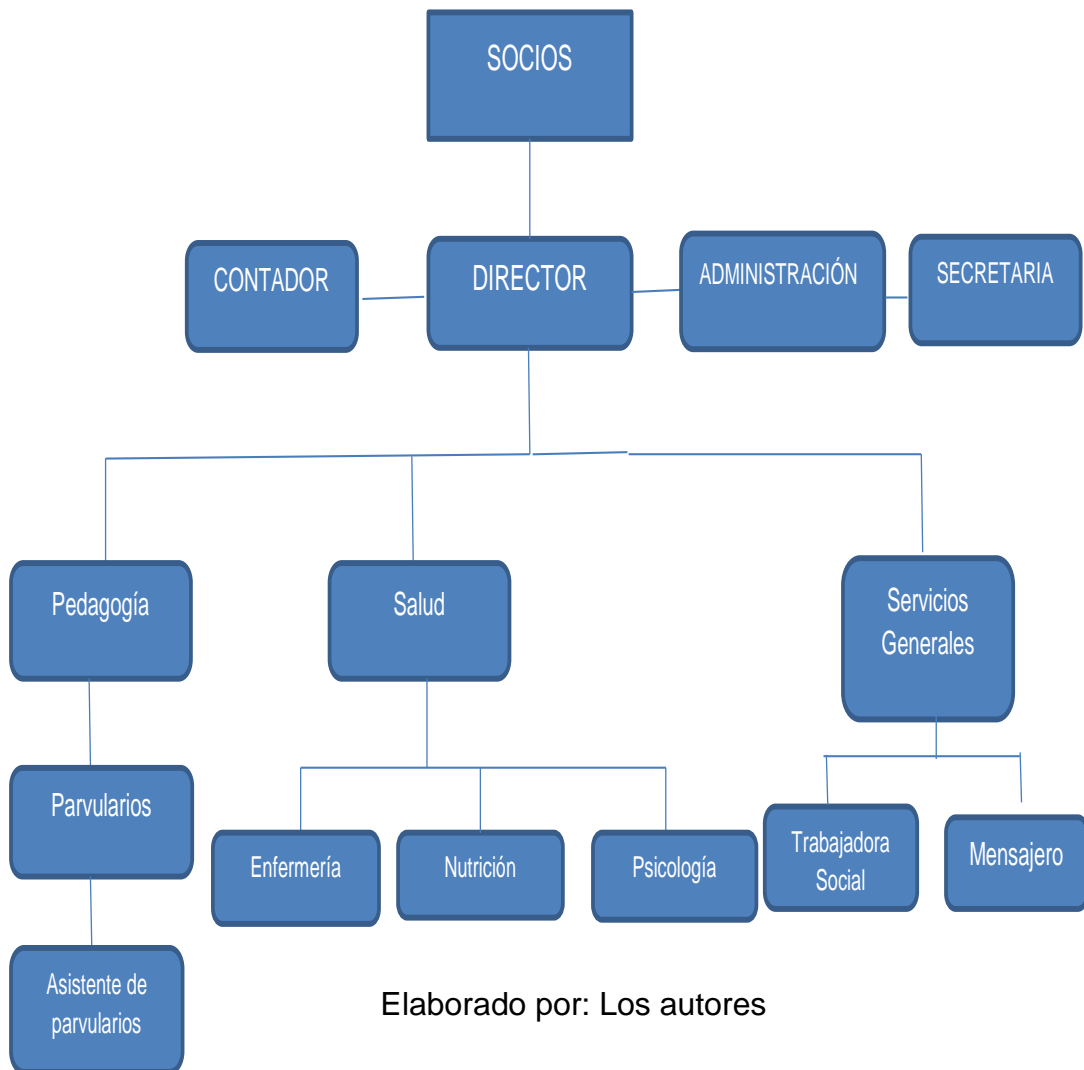 SOCIOS
CONTADOR
DIRECTOR
ADMINISTRACIÓN
SECRETARIA
Pedagogía
Salud
Servicios
Generales
Parvularios
Enfermería
Nutrición
Psicología
Trabajadora
Social
Mensajero
Asistente de
parvularios
Elaborado por: Los autores